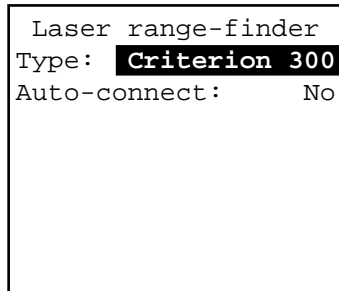 Laser range-finder
Type: Criterion 300
Auto-connect: No